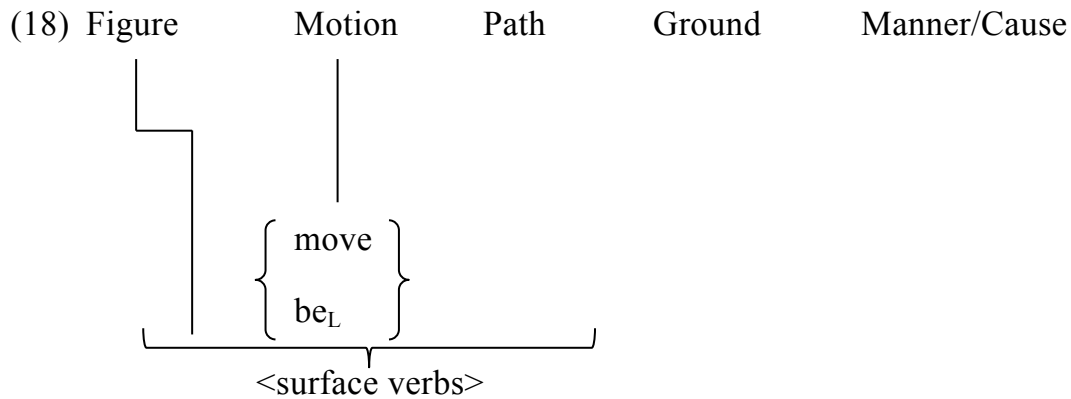 (18) Figure Motion Path Ground Manner/Cause
move
beL
<surface verbs>